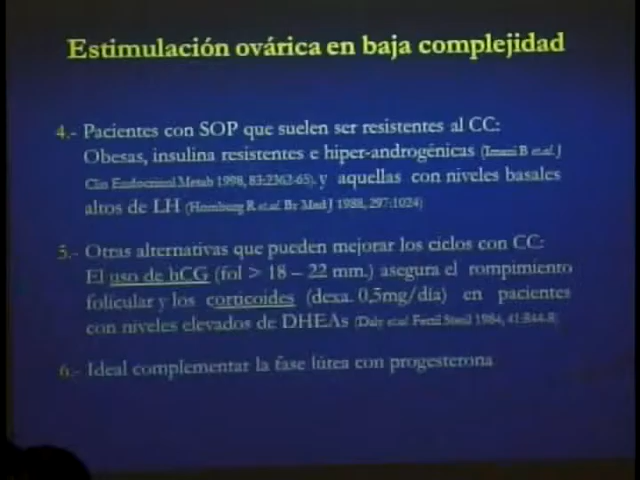 Estimulación ovárica en baja complejidad
4.- Pacientes con SOP que suelen ser resistentes al CC:
Obesas, insulina resistentes e hiper-androgénicas (Imani B et al. J
Clin Endocrinol Metab 1998, 83:2362-65). y aquellas con niveles basales
altos de LH (Homburg R et al. Br Med J 1988, 297:1024)
5.- Otras alternativas que pueden mejorar los ciclos con CC:
El uso de hCG (fol > 18 – 22 mm.) asegura el rompimiento
folicular y los corticoides (dexa. 0,5mg/día) en pacientes
con niveles elevados de DHEAs (Daly et al. Fertil Steril 1984, 41:844-8)
6.- Ideal complementar la fase lútea con progesterona